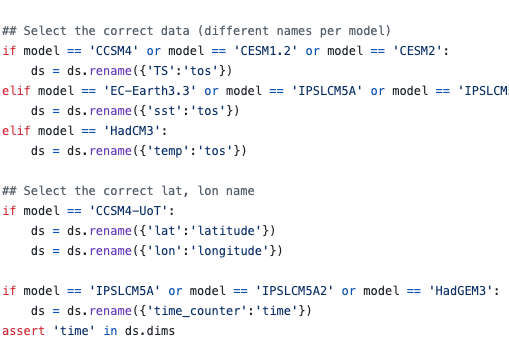 ## Select the correct data (different names per model)
if model == 'CCSM4' or model == 'CESM1.2' or model == 'CESM2':
    ds = ds.rename({'TS':'tos'})
elif model == 'EC-Earth3.3' or model == 'IPSLCM5A' or model == 'IPSLCM
    ds = ds.rename({'sst':'tos'})
elif model == 'HadCM3':
    ds = ds.rename({'temp':'tos'})
## Select the correct lat, lon name
if model == 'CCSM4-UoT':
    ds = ds.rename({'lat':'latitude'})
    ds = ds.rename({'lon':'longitude'})
if model == 'IPSLCM5A' or model == 'IPSLCM5A2' or model == 'HadGEM3':
    ds = ds.rename({'time_counter':'time'})
assert 'time' in ds.dims